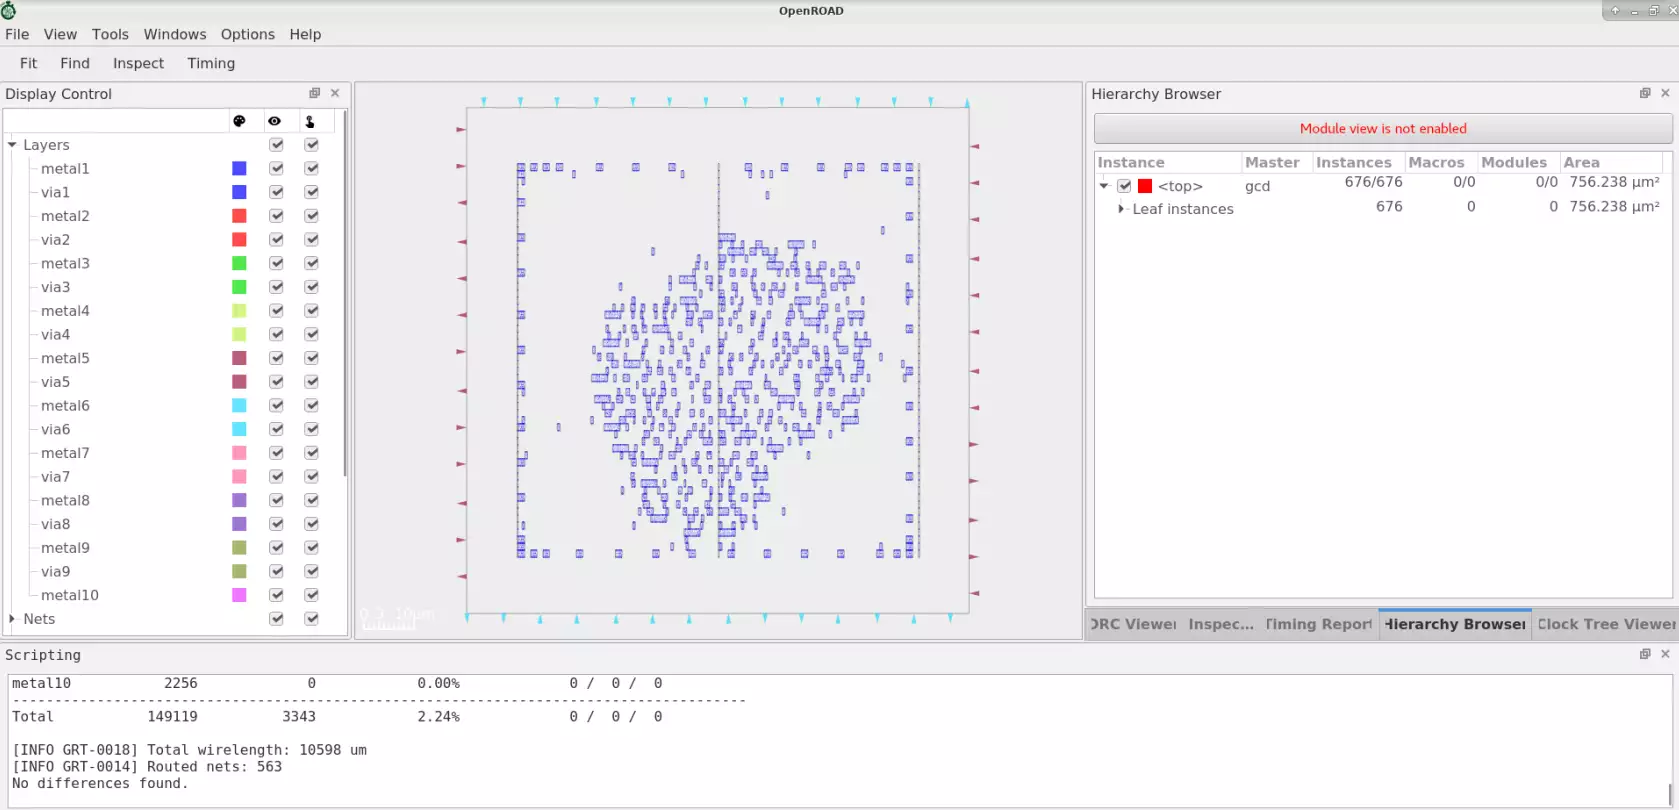 OpenROAD
File View Tools Windows Options Help
Fit Find Inspect Timing
Display Control
Layers
metal1
via1
metal2
via2
metal3
via3
metal4
via4
metal5
via5
metal6
via6
metal7
via7
metal8
via8
metal9
via9
metal10
Nets
Hierarchy Browser
Module view is not enabled
Instance Master Instances Macros Modules Area
<top> gcd 676/676 0/0 0/0 756.238 μm²
Leaf instances 676 0 0 756.238 μm²
DRC Viewer Inspec... Timing Report Hierarchy Browser Clock Tree Viewer
Scripting
metal10 2256 0 0.00% 0 / 0 / 0
---------------------------------------------------------------------------------------
Total 149119 3343 2.24% 0 / 0 / 0
[INFO GRT-0018] Total wirelength: 10598 um
[INFO GRT-0014] Routed nets: 563
No differences found.